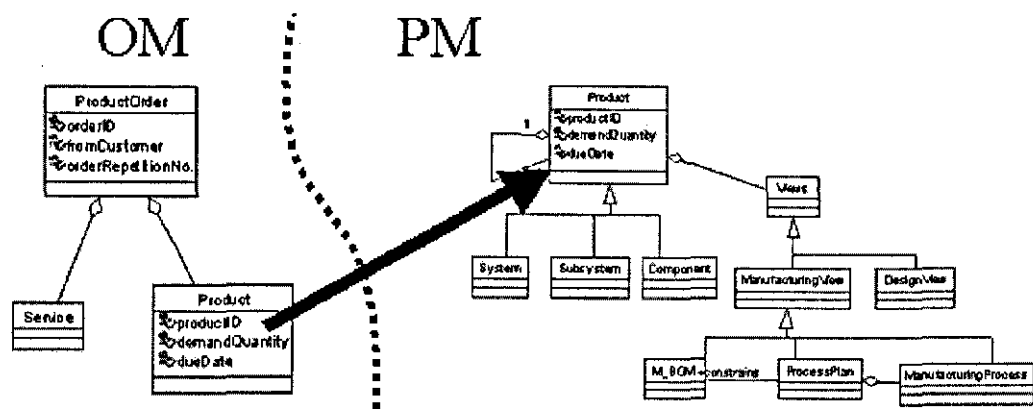 OM
PM
ProductOrder
orderID
fromCustomer
orderRepetitionNo.
Service
Product
productID
demandQuantity
dueDate
Product
productID
demandQuantity
dueDate
1
Views
System
Subsystem
Component
ManufacturingView
DesignView
M_BOM
constrains
ProcessPlan
ManufacturingProcess